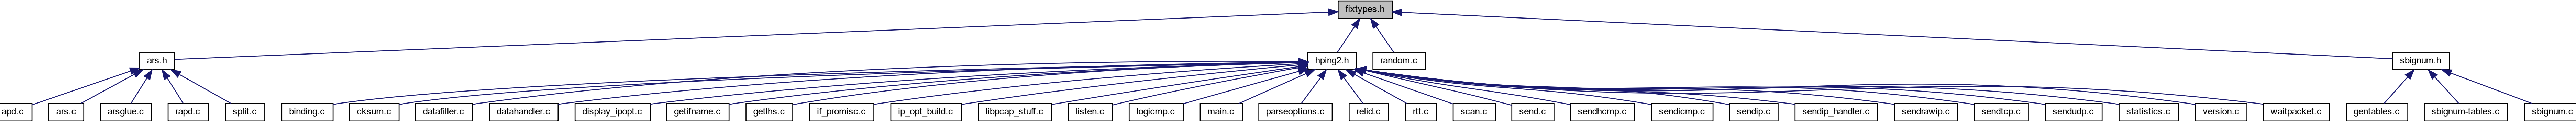 fixtypes.h
ars.h
hping2.h
random.c
sbignum.h
apd.c
ars.c
arsglue.c
rapd.c
split.c
binding.c
cksum.c
datafiller.c
datahandler.c
display_ipopt.c
getifname.c
getlhs.c
if_promisc.c
ip_opt_build.c
libpcap_stuff.c
listen.c
logicmp.c
main.c
parseoptions.c
relid.c
rtt.c
scan.c
send.c
sendhcmp.c
sendicmp.c
sendip.c
sendip_handler.c
sendrawip.c
sendtcp.c
sendudp.c
statistics.c
version.c
waitpacket.c
gentables.c
sbignum-tables.c
sbignum.c